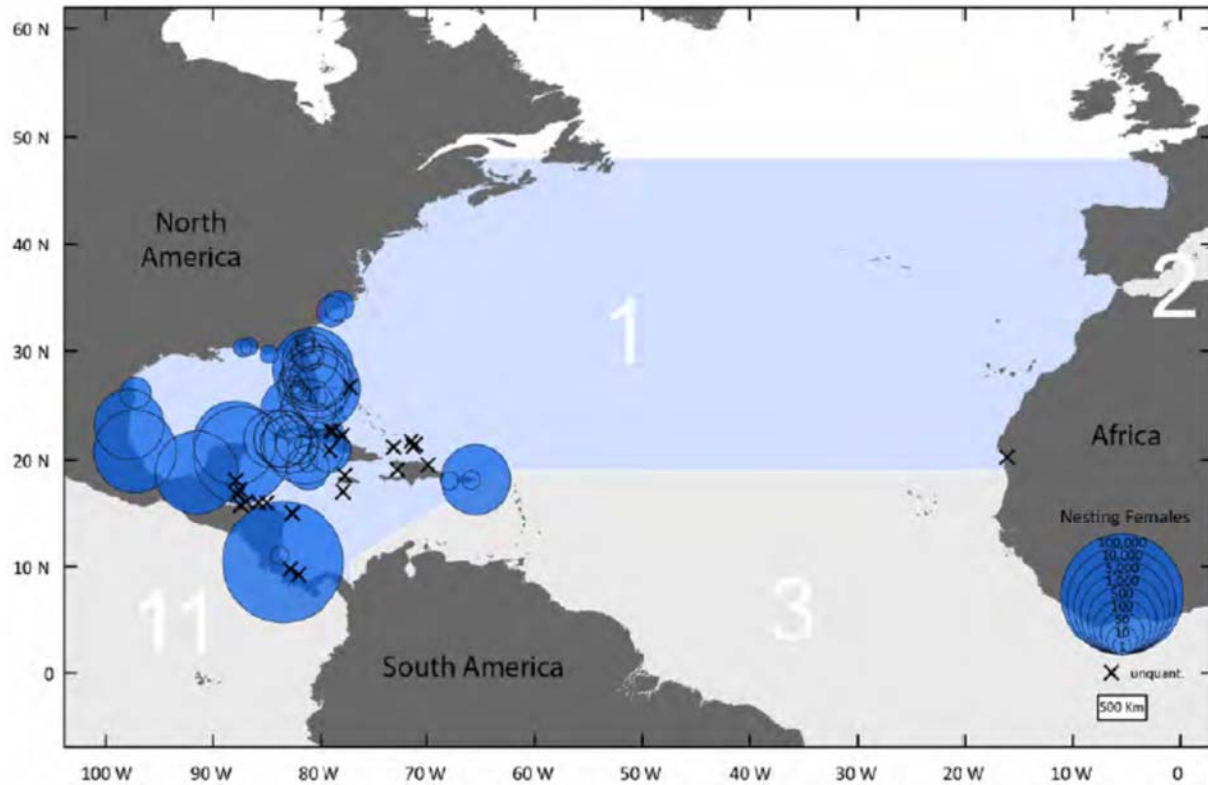 60 N
50 N
40 N
30 N
20 N
10 N
0
North
America
1
2
Africa
Nesting Females
100,000
10,000
5,000
1,000
500
100
50
10
1
11
3
South America
unquant.
500 Km
100 W
90 W
80 W
70 W
60 W
50 W
40 W
30 W
20 W
10 W
0